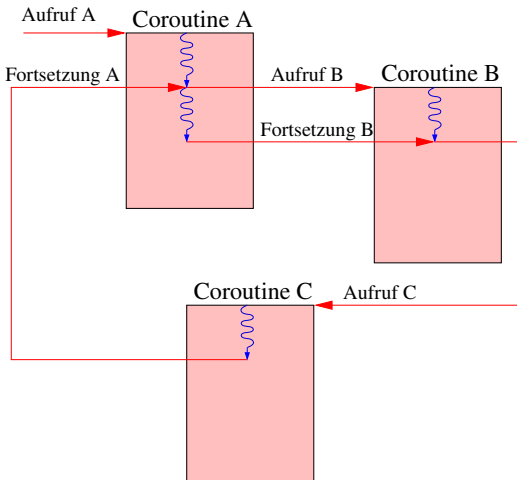 Aufruf A
Coroutine A
Fortsetzung A
Aufruf B
Coroutine B
Fortsetzung B
Coroutine C
Aufruf C